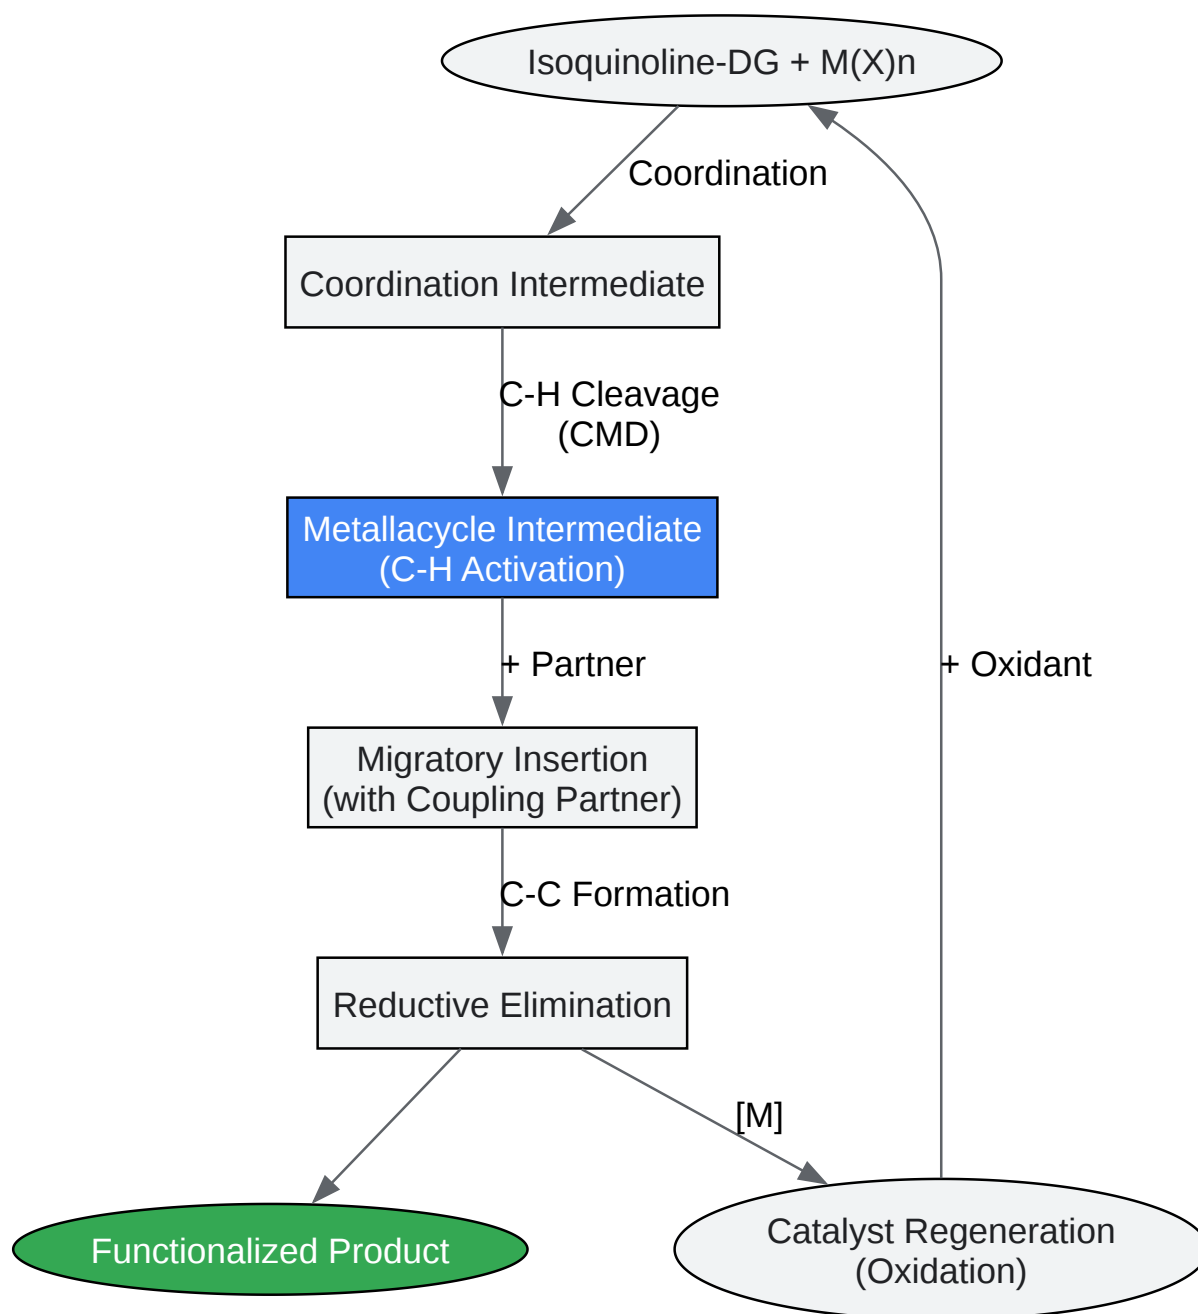 Isoquinoline-DG + M(X)n
Coordination
Coordination Intermediate
C-H Cleavage
(CMD)
Metallacycle Intermediate
(C-H Activation)
+ Partner
+ Oxidant
Migratory Insertion
(with Coupling Partner)
C-C Formation
Reductive Elimination
[M]
Functionalized Product
Catalyst Regeneration
(Oxidation)